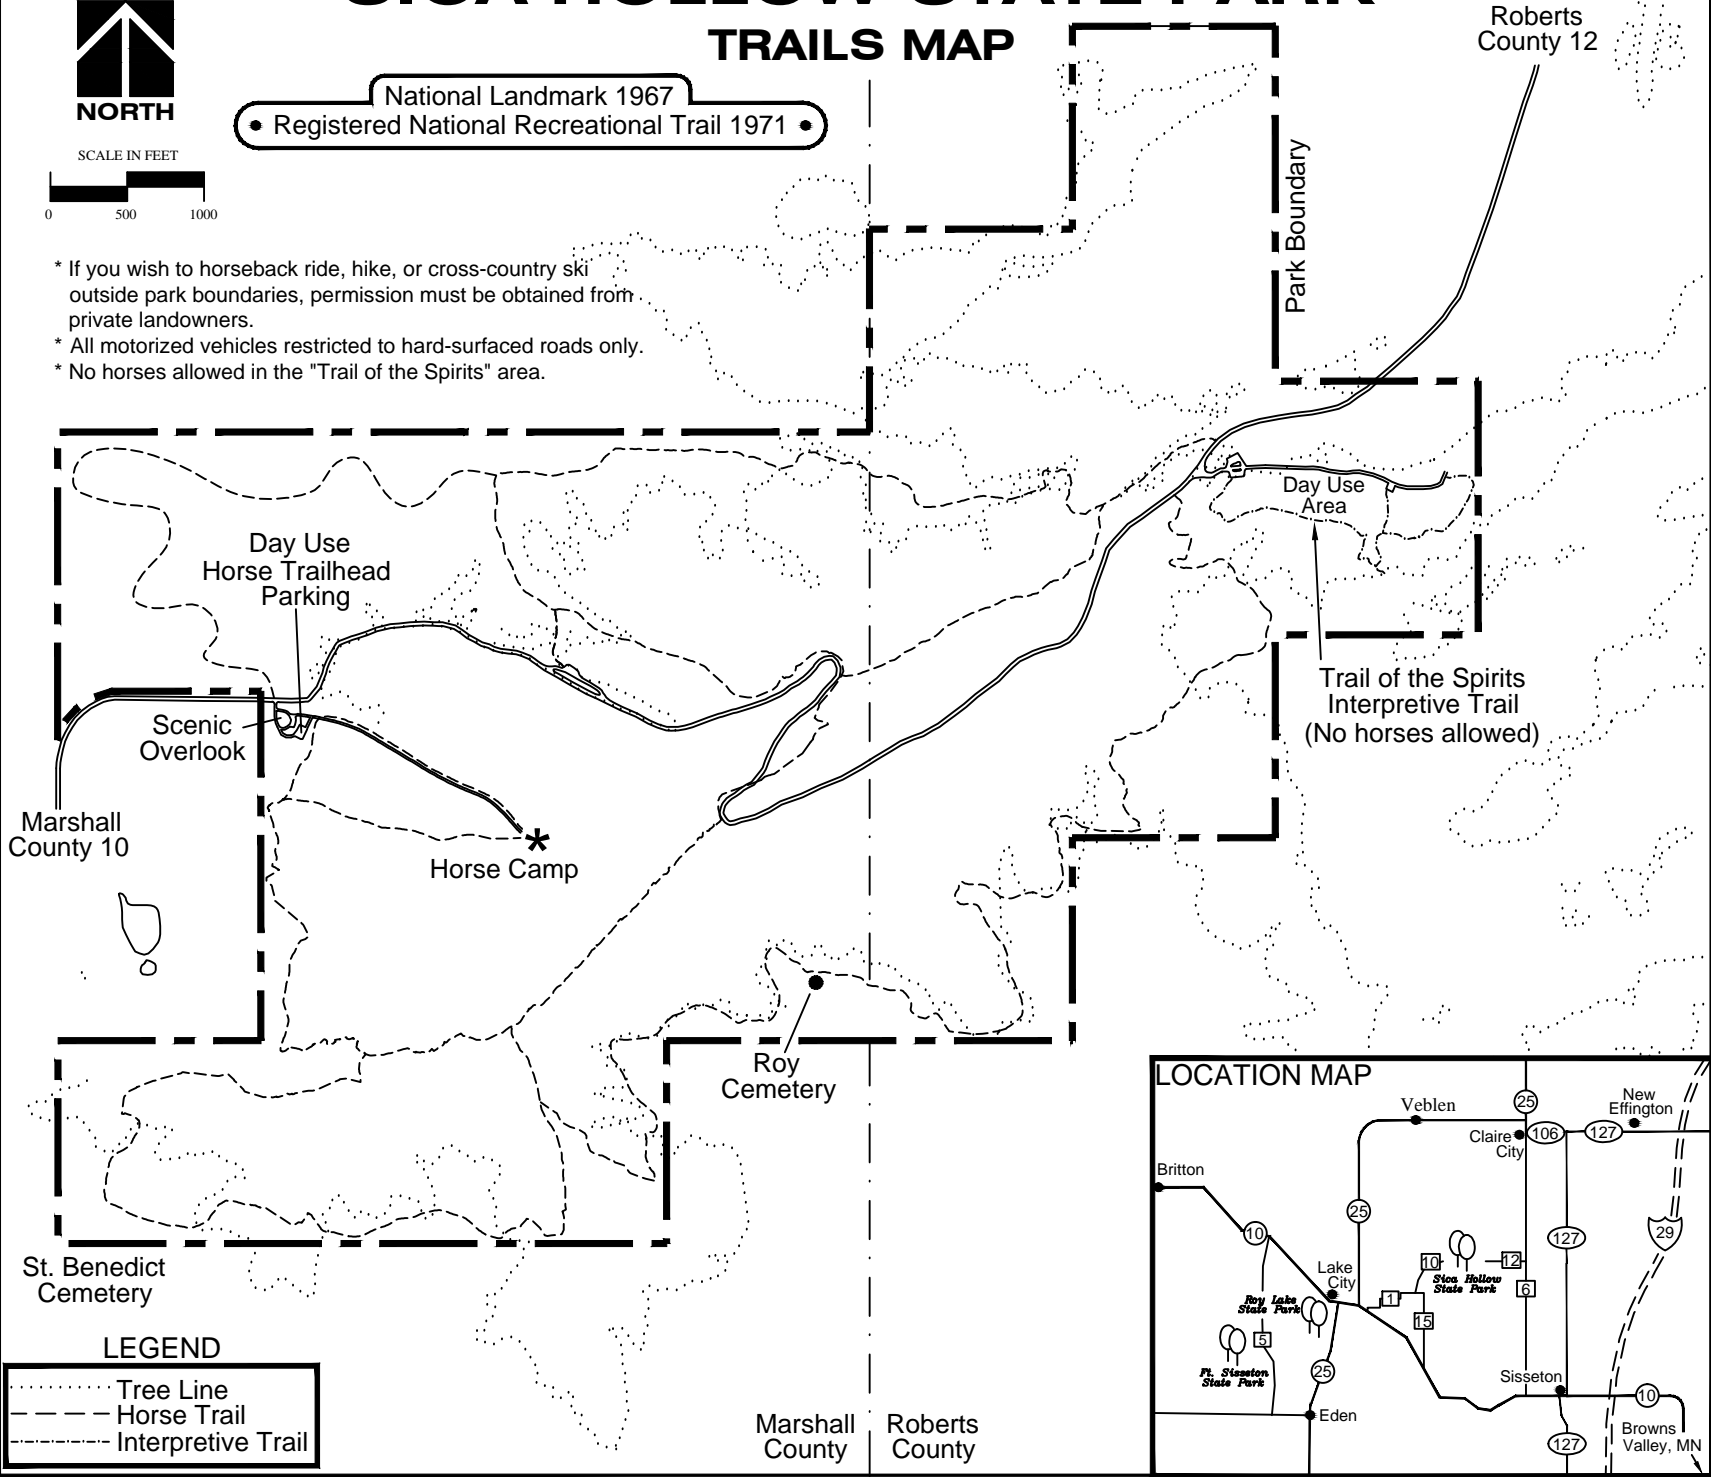 SICA HOLLOW STATE PARK
TRAILS MAP
NORTH
SCALE IN FEET
0 500 1000
National Landmark 1967
Registered National Recreational Trail 1971
Roberts
County 12
Park Boundary
* If you wish to horseback ride, hike, or cross-country ski
outside park boundaries, permission must be obtained from
private landowners.
* All motorized vehicles restricted to hard-surfaced roads only.
* No horses allowed in the "Trail of the Spirits" area.
Day Use
Area
Day Use
Horse Trailhead
Parking
Trail of the Spirits
Interpretive Trail
(No horses allowed)
Scenic
Overlook
Marshall
County 10
Horse Camp
*
Roy
Cemetery
St. Benedict
Cemetery
LEGEND
Tree Line
Horse Trail
Interpretive Trail
Marshall
County
Roberts
County
LOCATION MAP
Veblen
25
New
Effington
Claire
City
106
127
Britton
25
10
127
29
Lake
City
10
12
Sica Hollow
State Park
6
Roy Lake
State Park
1
15
5
Ft. Sisseton
State Park
25
Sisseton
10
Eden
Browns
Valley, MN
127